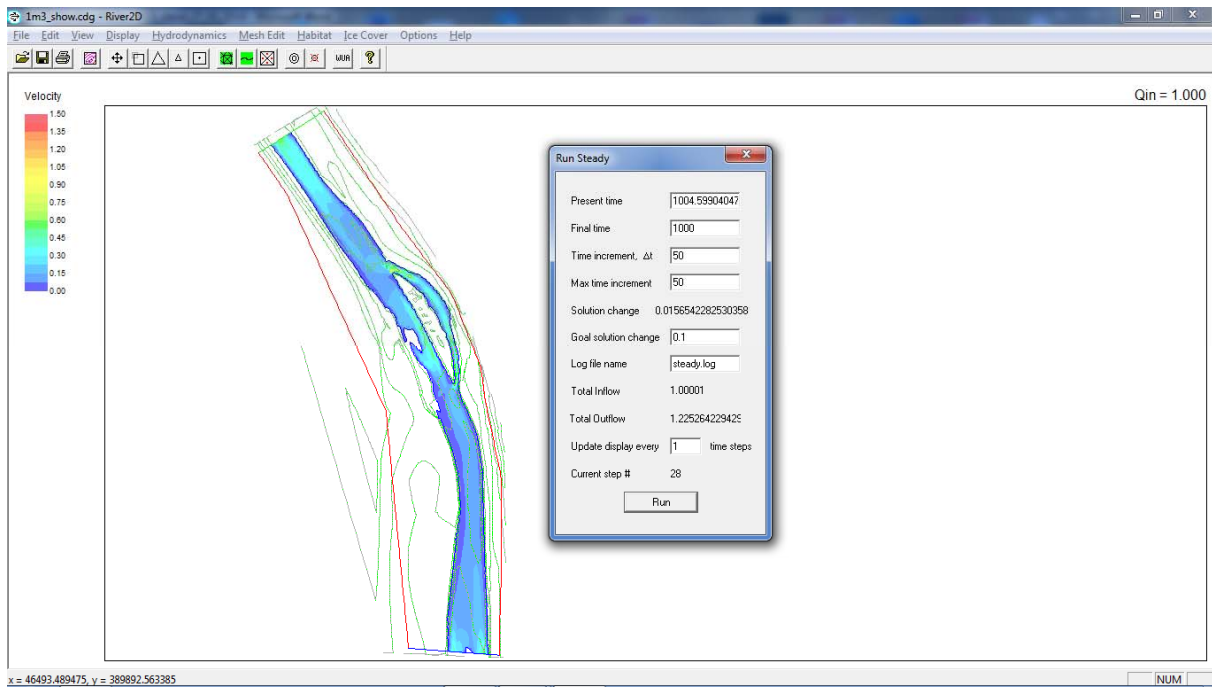 1m3_show.cdg - River2D
File Edit View Display Hydrodynamics Mesh Edit Habitat Ice Cover Options Help
WUA ?
Velocity
Qin = 1.000
1.50
1.35
1.20
1.05
0.90
0.75
0.60
0.45
0.30
0.15
0.00
Run Steady
Present time 1004.59904047
Final time 1000
Time increment, Δt 50
Max time increment 50
Solution change 0.0156542282530358
Goal solution change 0.1
Log file name steady.log
Total Inflow 1.00001
Total Outflow 1.225264229429
Update display every 1 time steps
Current step # 28
Run
x = 46493.489475, y = 389892.563385
NUM